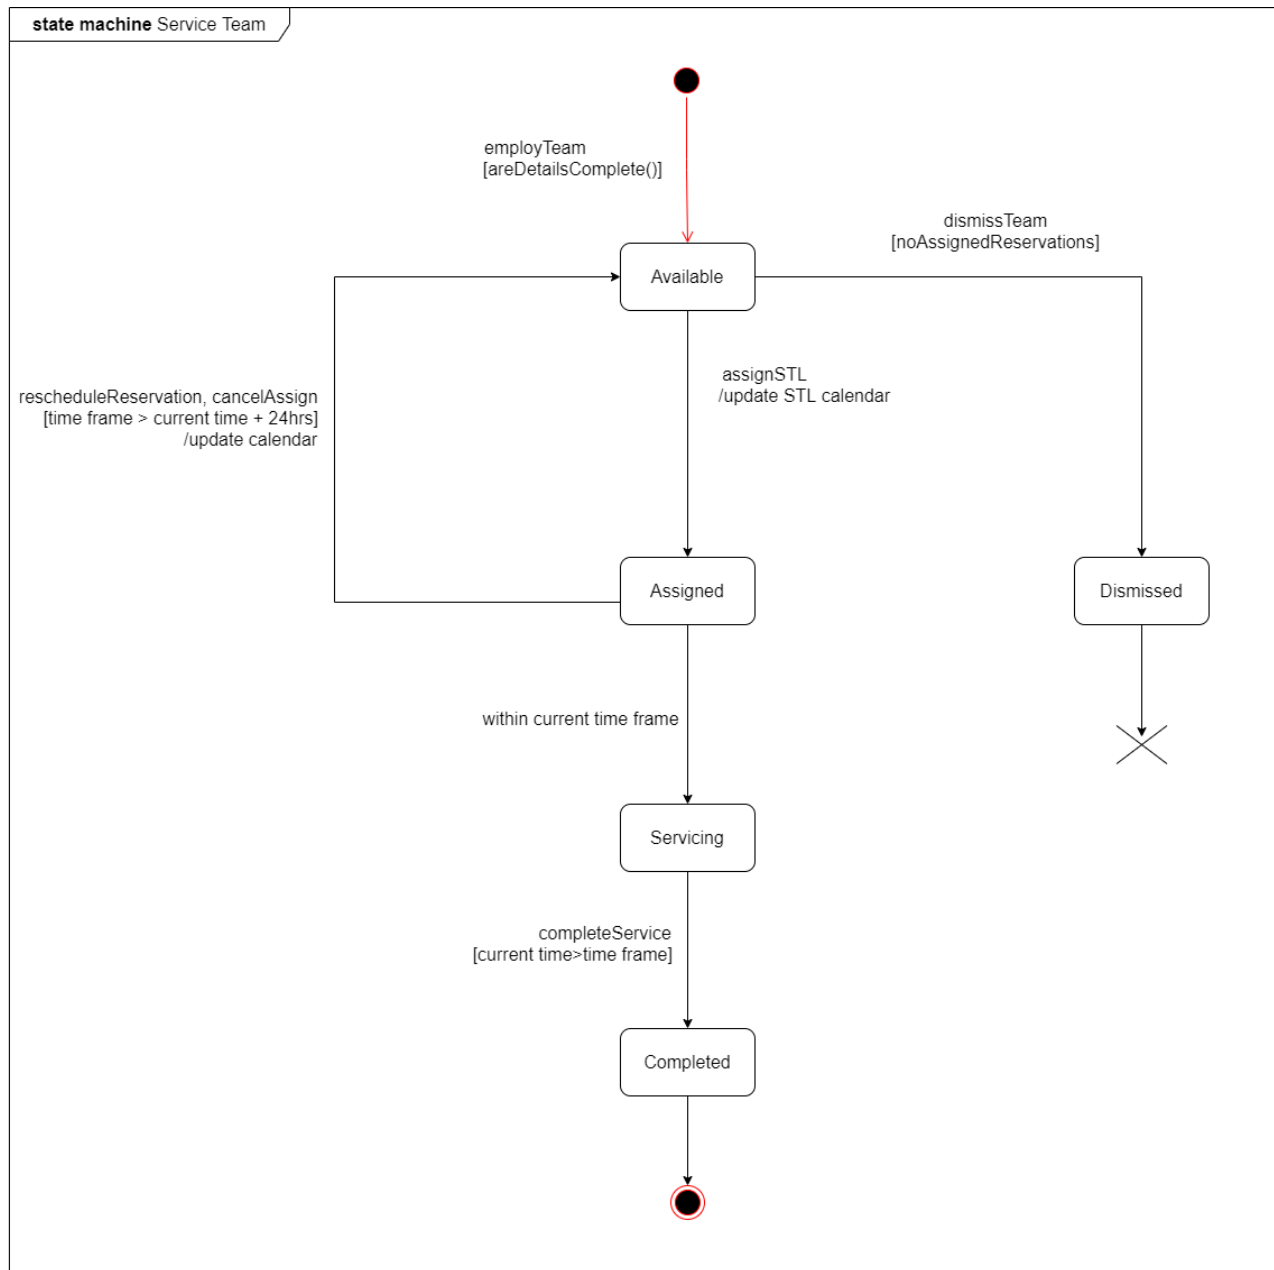 state machine Service Team
employTeam
[areDetailsComplete()]
dismissTeam
[noAssignedReservations]
Available
assignSTL
/update STL calendar
rescheduleReservation, cancelAssign
[time frame > current time + 24hrs]
/update calendar
Assigned
Dismissed
within current time frame
Servicing
completeService
[current time>time frame]
Completed